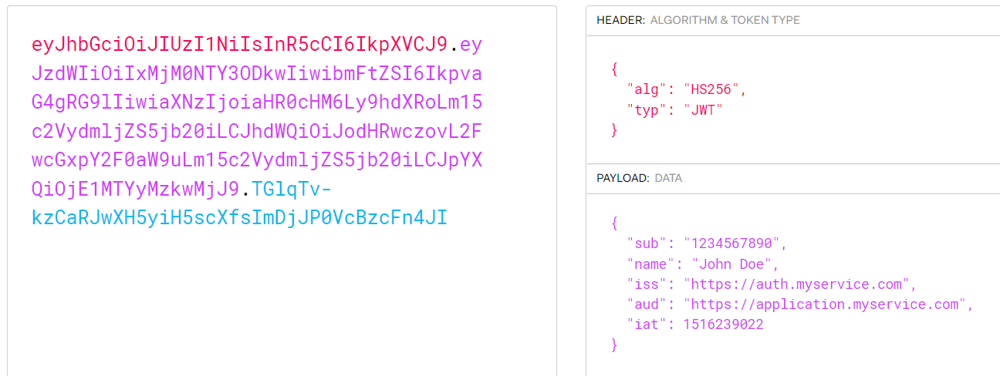 eyJhbGciOiJIUzI1NiIsInR5cCI6IkpXVCJ9.ey
JzdWIiOiIxMjM0NTY3ODkwIiwibmFtZSI6Ikpva
G4gRG9lIiwiaXNzIjoiaHR0cHM6Ly9hdXRoLm15
c2VydmljZS5jb20iLCJhdWQiOiJodHRwczovL2F
wcGxpY2F0aW9uLm15c2VydmljZS5jb20iLCJpYX
QiOjE1MTYyMzkwMjJ9.TGlqTv-
kzCaRJwXH5yiH5scXfsImDjJP0VcBzcFn4JI
HEADER: ALGORITHM & TOKEN TYPE
{
"alg": "HS256",
"typ": "JWT"
}
PAYLOAD: DATA
{
"sub": "1234567890",
"name": "John Doe",
"iss": "https://auth.myservice.com",
"aud": "https://application.myservice.com",
"iat": 1516239022
}